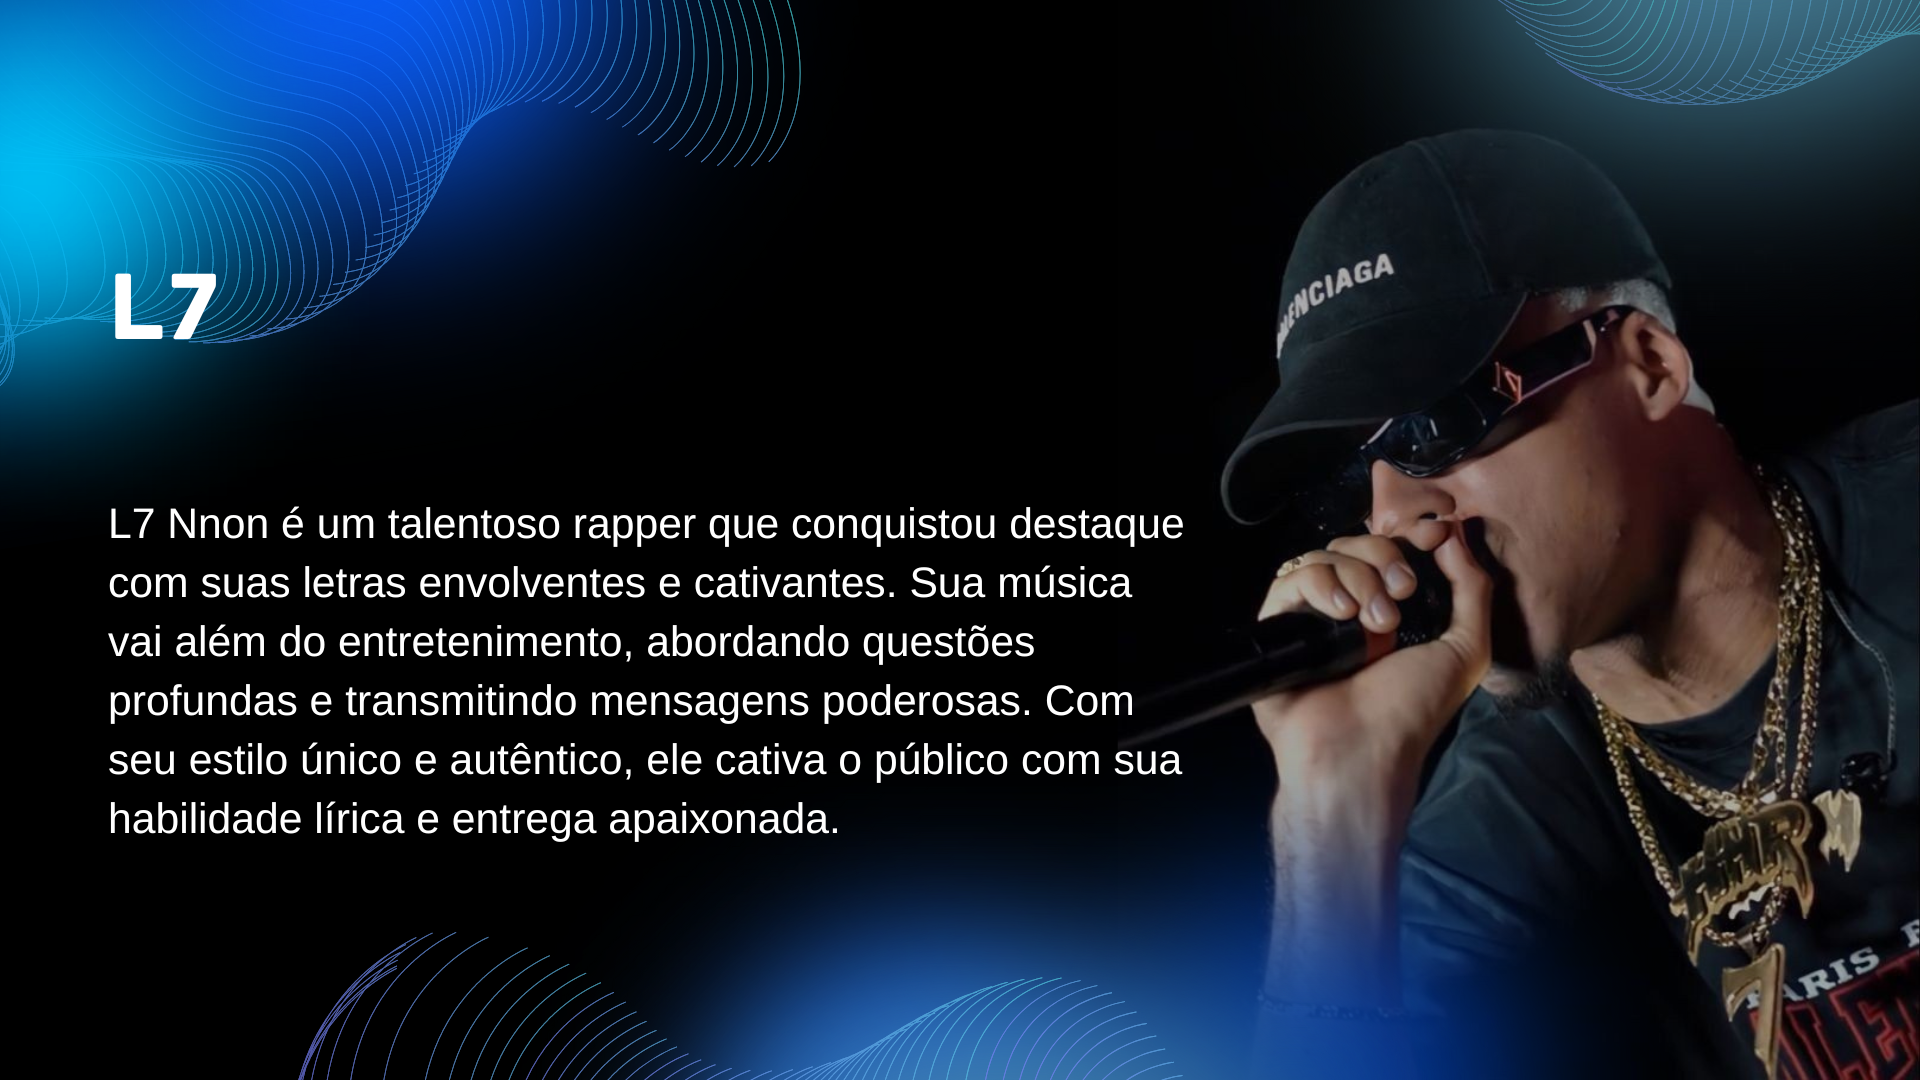 L7
L7 Nnon é um talentoso rapper que conquistou destaque
com suas letras envolventes e cativantes. Sua música
vai além do entretenimento, abordando questões
profundas e transmitindo mensagens poderosas. Com
seu estilo único e autêntico, ele cativa o público com sua
habilidade lírica e entrega apaixonada.
ENCIAGA
ARIS